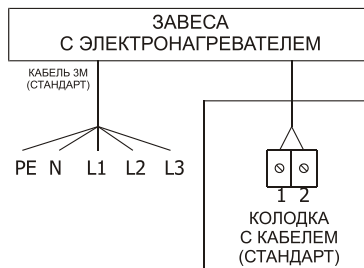 ЗАВЕСА
С ЭЛЕКТРОНАГРЕВАТЕЛЕМ
КАБЕЛЬ 3М
(СТАНДАРТ)
PE N L1 L2 L3
1 2
КОЛОДКА
С КАБЕЛЕМ
(СТАНДАРТ)